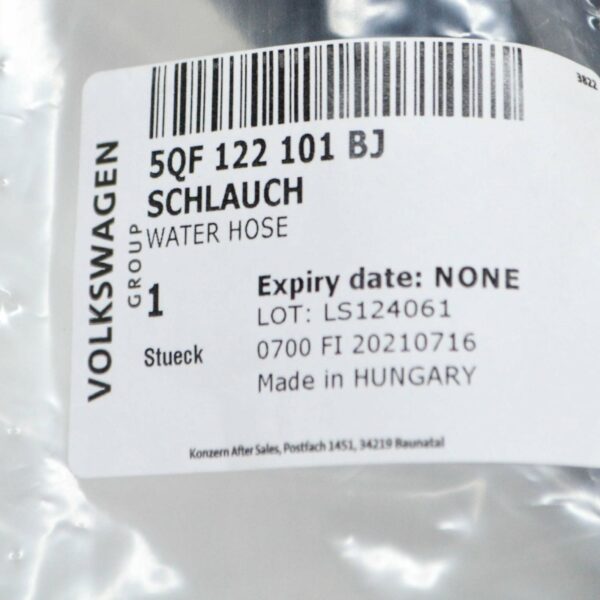 3822
5QF 122 101 BJ
SCHLAUCH
WATER HOSE
VOLKSWAGEN
GROUP
1
Stueck
Expiry date: NONE
LOT: LS124061
0700 FI 20210716
Made in HUNGARY
Konzern After Sales, Postfach 1451, 34219 Baunatal